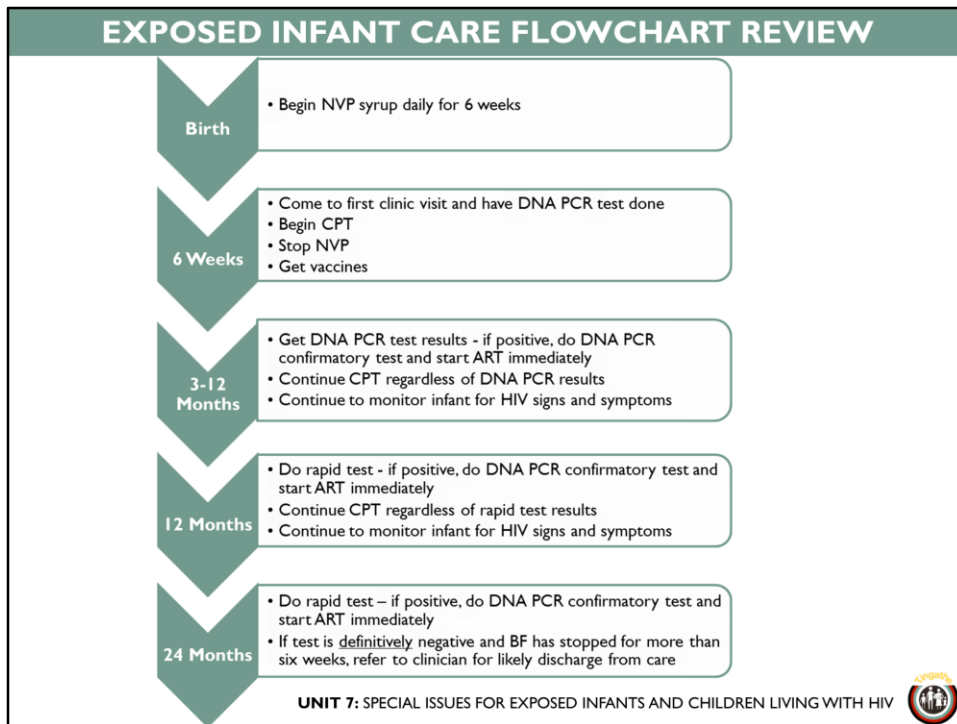 EXPOSED INFANT CARE FLOWCHART REVIEW
Birth
• Begin NVP syrup daily for 6 weeks
6 Weeks
• Come to first clinic visit and have DNA PCR test done
• Begin CPT
• Stop NVP
• Get vaccines
3-12
Months
• Get DNA PCR test results - if positive, do DNA PCR
confirmatory test and start ART immediately
• Continue CPT regardless of DNA PCR results
• Continue to monitor infant for HIV signs and symptoms
12 Months
• Do rapid test - if positive, do DNA PCR confirmatory test and
start ART immediately
• Continue CPT regardless of rapid test results
• Continue to monitor infant for HIV signs and symptoms
24 Months
• Do rapid test – if positive, do DNA PCR confirmatory test and
start ART immediately
• If test is definitively negative and BF has stopped for more than
six weeks, refer to clinician for likely discharge from care
UNIT 7: SPECIAL ISSUES FOR EXPOSED INFANTS AND CHILDREN LIVING WITH HIV
Tingathe